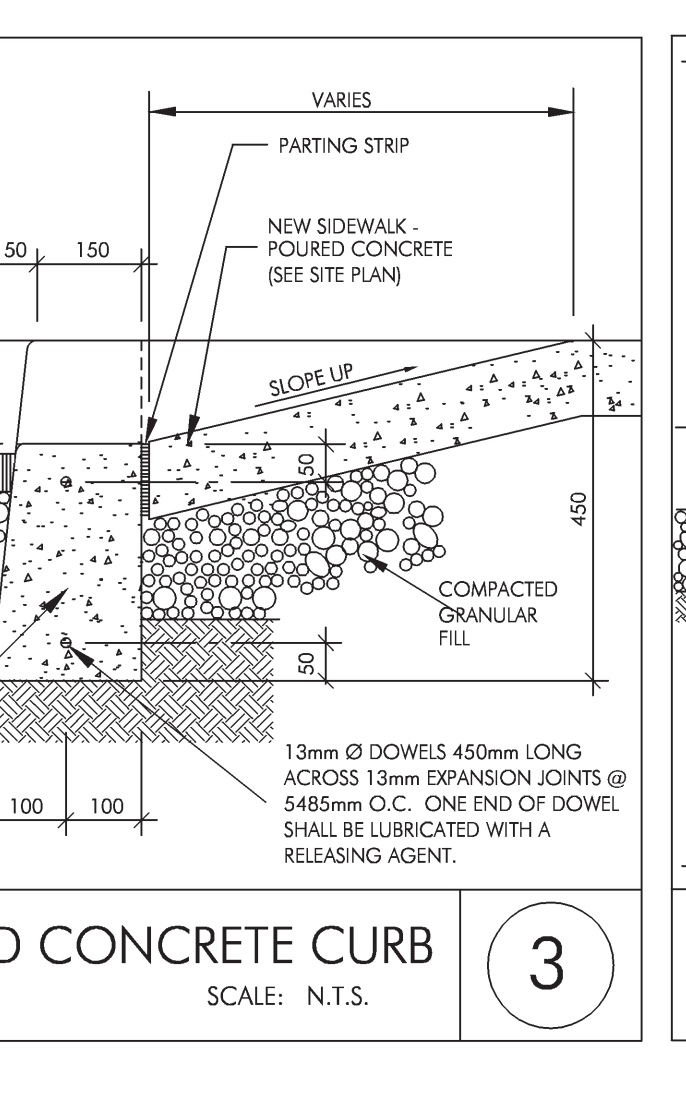 VARIES
PARTING STRIP
NEW SIDEWALK -
POURED CONCRETE
(SEE SITE PLAN)
50
150
SLOPE UP
50
450
COMPACTED
GRANULAR
FILL
50
13mm Ø DOWELS 450mm LONG
ACROSS 13mm EXPANSION JOINTS @
5485mm O.C.  ONE END OF DOWEL
SHALL BE LUBRICATED WITH A
RELEASING AGENT.
100
100
CONCRETE CURB
SCALE:   N.T.S.
3